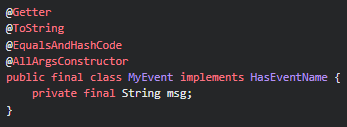 @Getter
@ToString
@EqualsAndHashCode
@AllArgsConstructor
public final class MyEvent implements HasEventName {
    private final String msg;
}